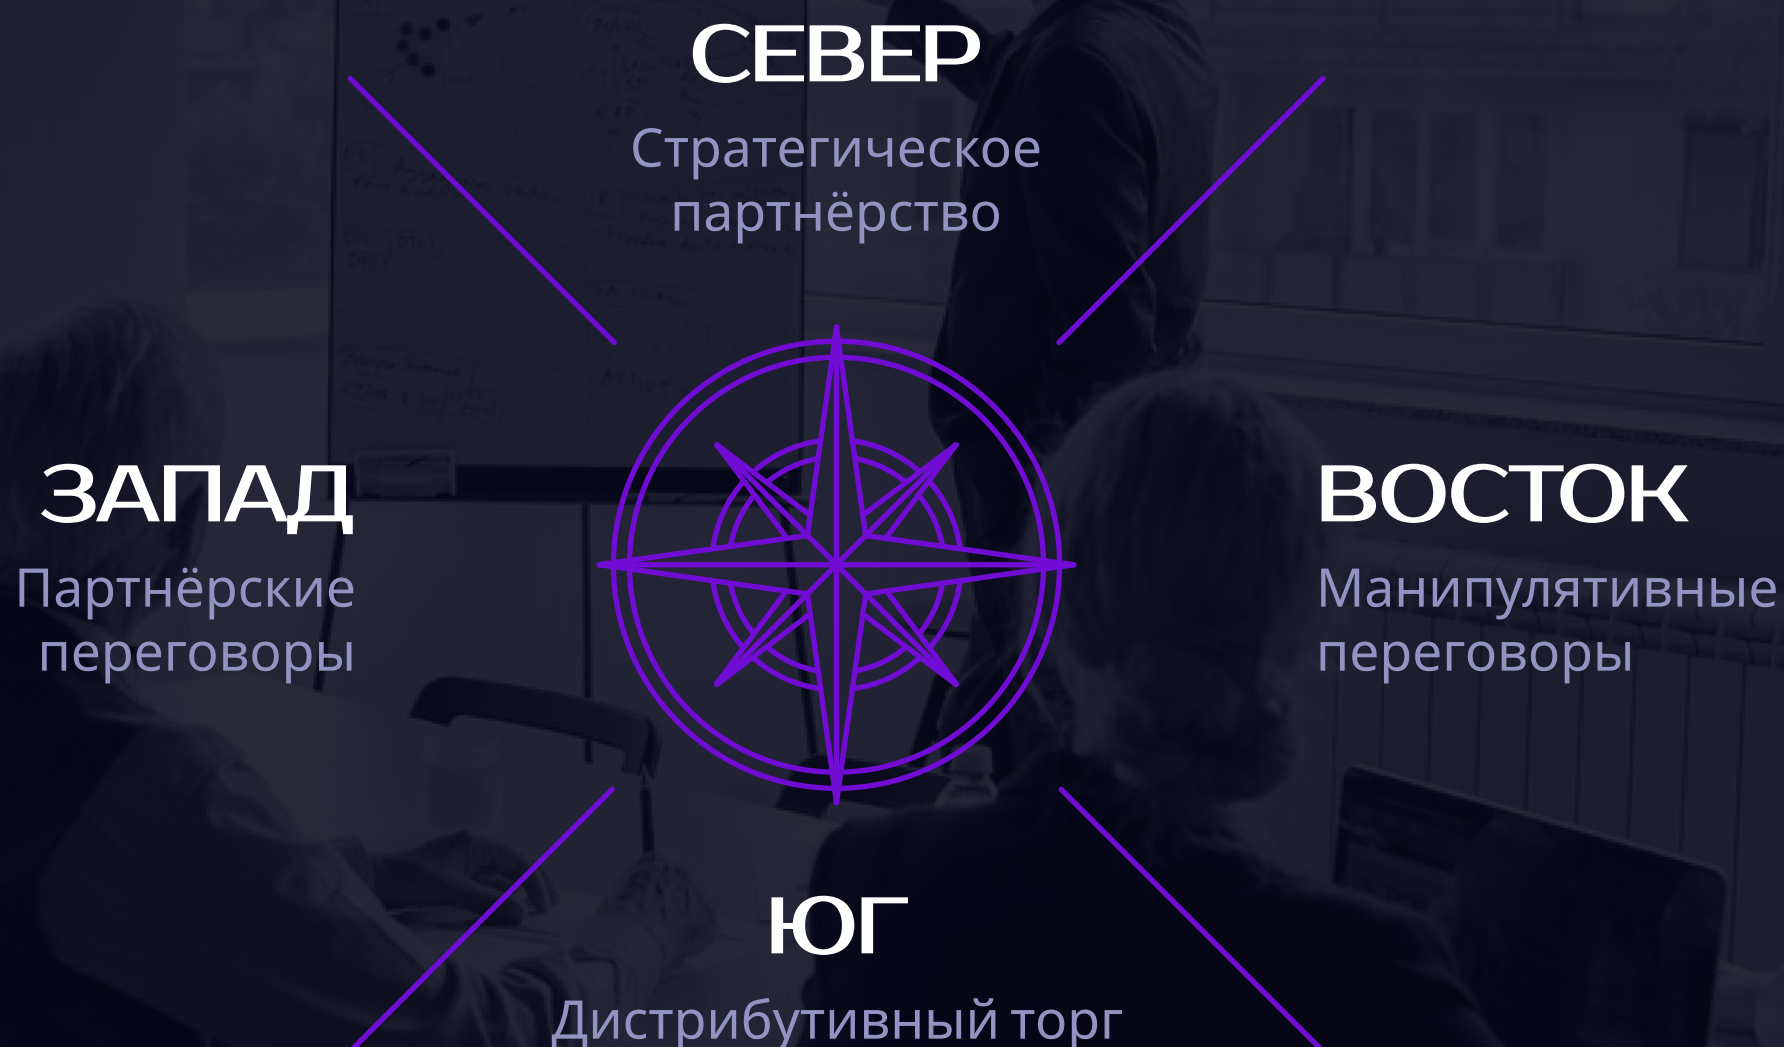 СЕВЕР
Стратегическое
партнёрство
ЗАПАД
Партнёрские
переговоры
ВОСТОК
Манипулятивные
переговоры
ЮГ
Дистрибутивный торг